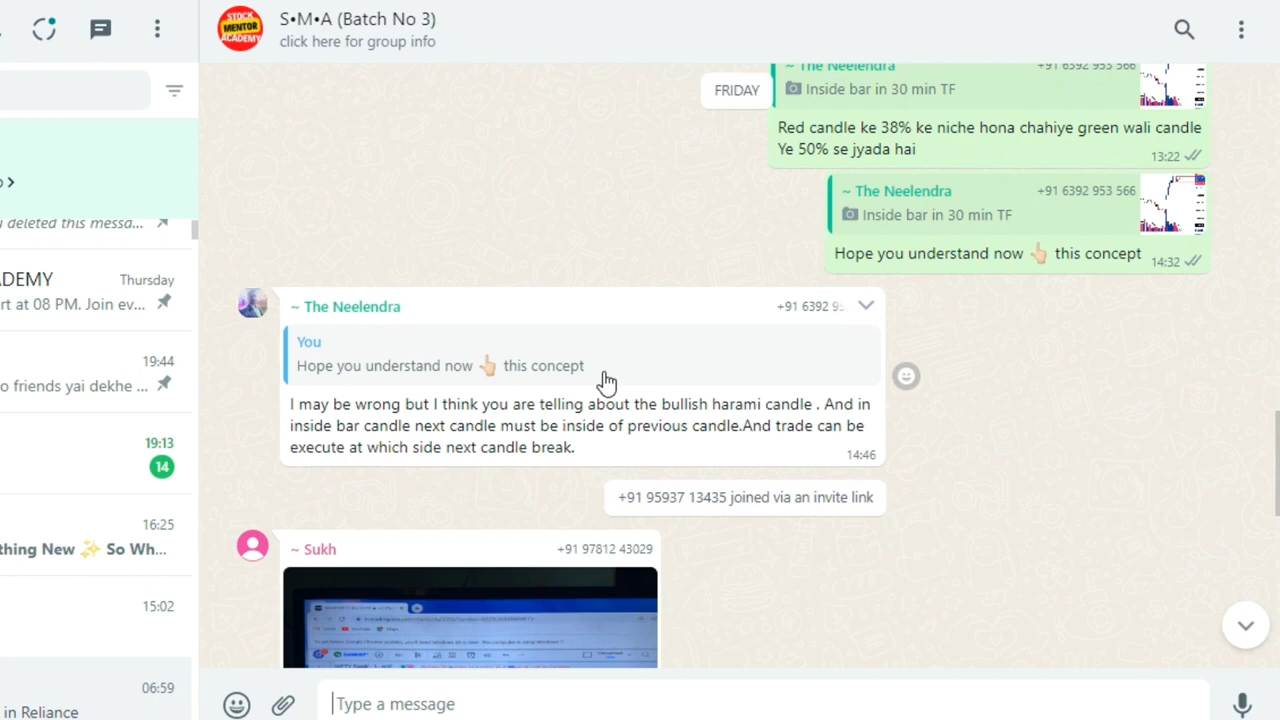 S•M•A (Batch No 3)
click here for group info
STOCK
MENTOR
ACADEMY
FRIDAY
~ The Neelendra
+91 6392 953 566
Inside bar in 30 min TF
Red candle ke 38% ke niche hona chahiye green wali candle
Ye 50% se jyada hai
13:22
~ The Neelendra
+91 6392 953 566
Inside bar in 30 min TF
Hope you understand now 👆🏻 this concept
14:32
~ The Neelendra
+91 6392 9
You
Hope you understand now 👆🏻 this concept
I may be wrong but I think you are telling about the bullish harami candle . And in
inside bar candle next candle must be inside of previous candle.And trade can be
execute at which side next candle break.
14:46
+91 95937 13435 joined via an invite link
~ Sukh
+91 97812 43029
Type a message
deleted this messa...
ADEMY
Thursday
rt at 08 PM. Join ev...
19:44
o friends yai dekhe ...
19:13
14
16:25
thing New ✨ So Wh...
15:02
06:59
in Reliance